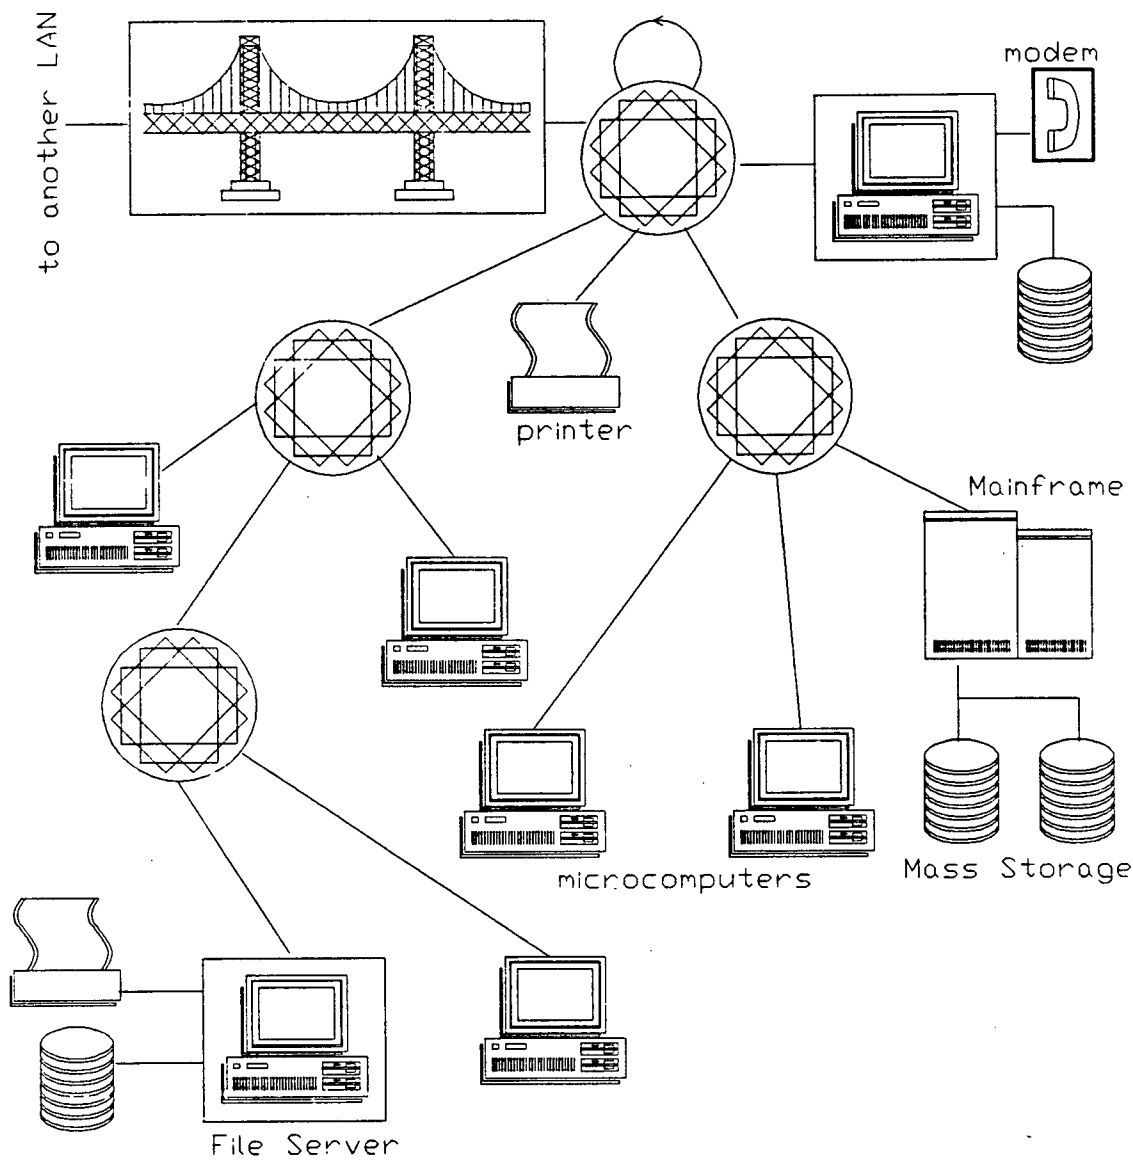 to another LAN
modem
printer
Mainframe
microcomputers
Mass Storage
File Server